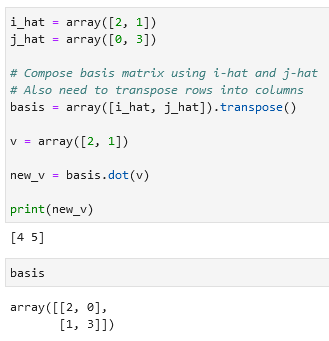 i_hat = array([2, 1])
j_hat = array([0, 3])
# Compose basis matrix using i-hat and j-hat
# Also need to transpose rows into columns
basis = array([i_hat, j_hat]).transpose()
v = array([2, 1])
new_v = basis.dot(v)
print(new_v)
[4 5]
basis
array([[2, 0],
       [1, 3]])